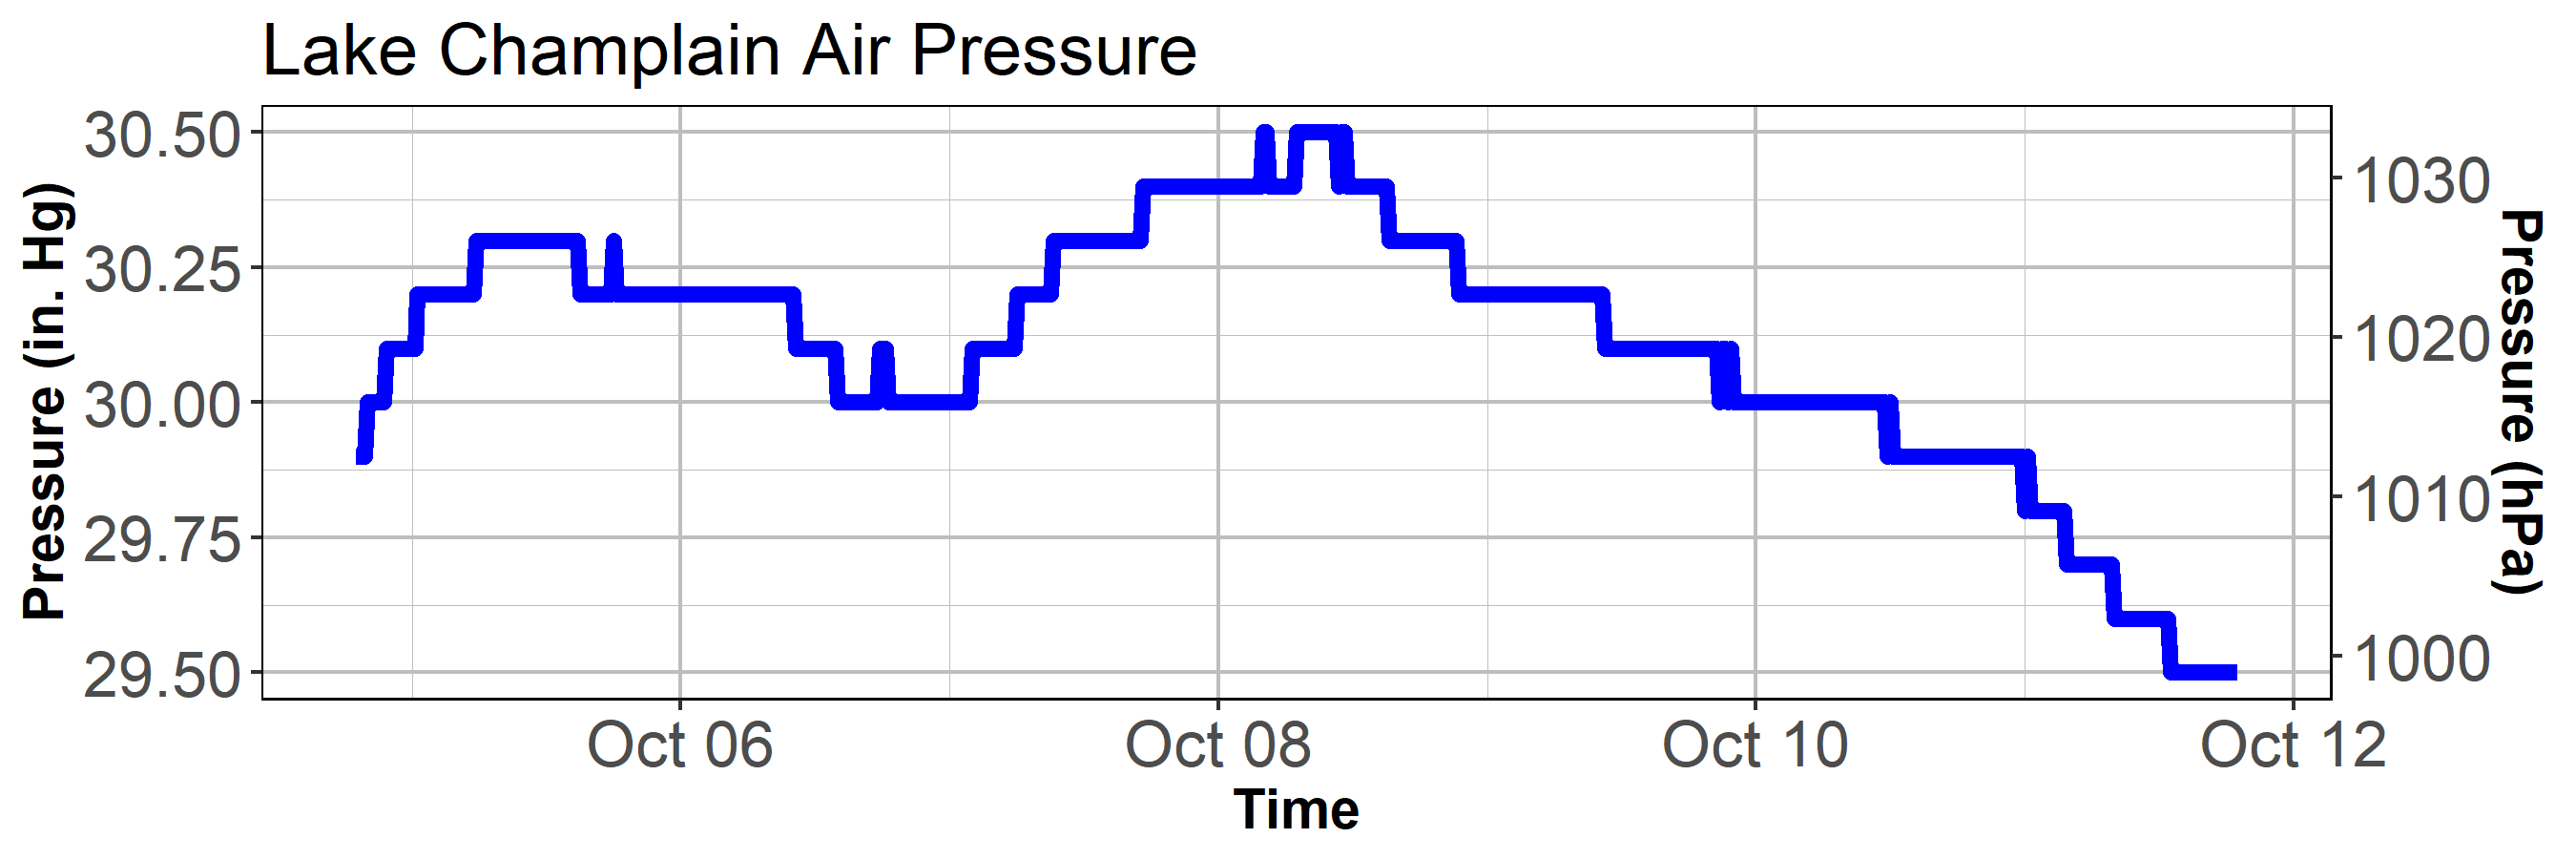 Lake Champlain Air Pressure
Pressure (in. Hg)
30.50
30.25
30.00
29.75
29.50
1030
1020
1010
1000
Pressure (hPa)
Oct 06 Oct 08 Oct 10 Oct 12
Time